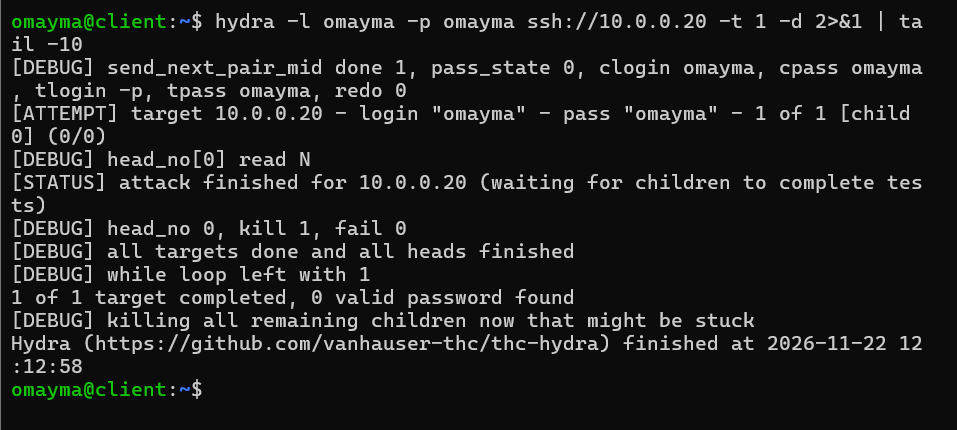 omayma@client:~$ hydra -l omayma -p omayma ssh://10.0.0.20 -t 1 -d 2>&1 | ta
il -10
[DEBUG] send_next_pair_mid done 1, pass_state 0, clogin omayma, cpass omayma
, tlogin -p, tpass omayma, redo 0
[ATTEMPT] target 10.0.0.20 - login "omayma" - pass "omayma" - 1 of 1 [child
0] (0/0)
[DEBUG] head_no[0] read N
[STATUS] attack finished for 10.0.0.20 (waiting for children to complete tes
ts)
[DEBUG] head_no 0, kill 1, fail 0
[DEBUG] all targets done and all heads finished
[DEBUG] while loop left with 1
1 of 1 target completed, 0 valid password found
[DEBUG] killing all remaining children now that might be stuck
Hydra (https://github.com/vanhauser-thc/thc-hydra) finished at 2026-11-22 12
:12:58
omayma@client:~$